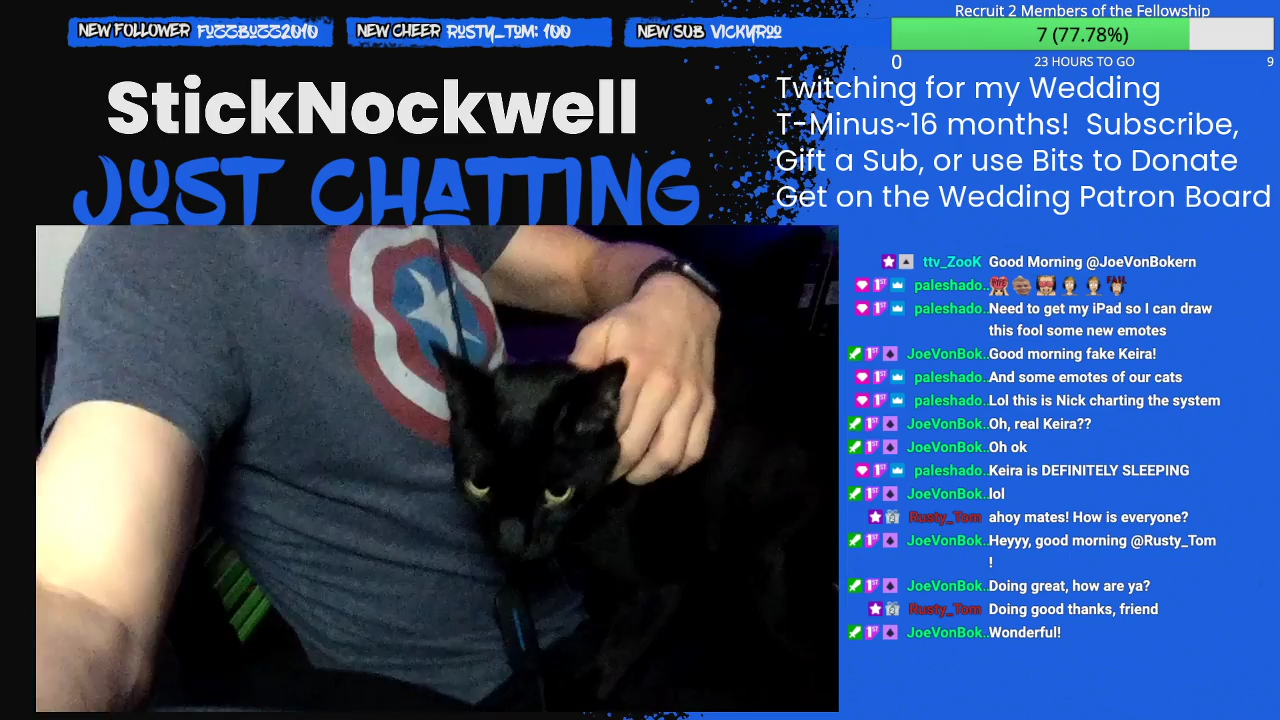 NEW FOLLOWER FUZZBUZZ2010
NEW CHEER RUSTY_TOM: 100
NEW SUB VICKYROO
Recruit 2 Members of the Fellowship
7 (77.78%)
0
23 HOURS TO GO
9
StickNockwell
JUST CHATTING
Twitching for my Wedding
T-Minus~16 months! Subscribe,
Gift a Sub, or use Bits to Donate
Get on the Wedding Patron Board
ttv_ZooK Good Morning @JoeVonBokern
paleshado..
paleshado.. Need to get my iPad so I can draw
this fool some new emotes
JoeVonBok.. Good morning fake Keira!
paleshado.. And some emotes of our cats
paleshado.. Lol this is Nick charting the system
JoeVonBok.. Oh, real Keira??
JoeVonBok.. Oh ok
paleshado.. Keira is DEFINITELY SLEEPING
JoeVonBok.. lol
Rusty_Tom ahoy mates! How is everyone?
JoeVonBok.. Heyyy, good morning @Rusty_Tom
!
JoeVonBok.. Doing great, how are ya?
Rusty_Tom Doing good thanks, friend
JoeVonBok.. Wonderful!